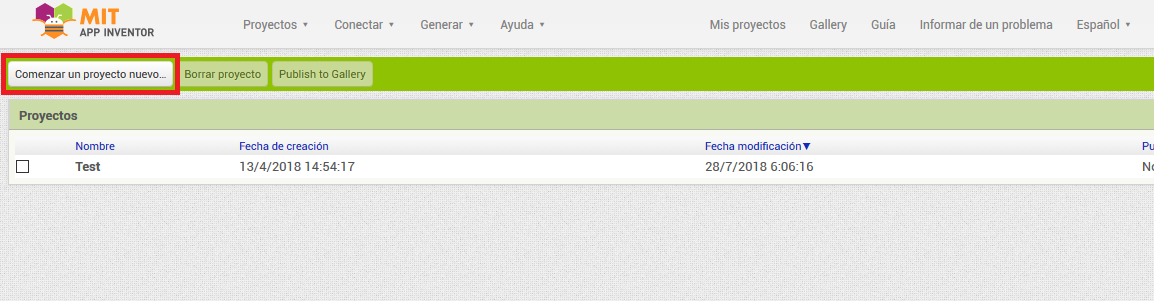 MIT
APP INVENTOR
Proyectos ▾ Conectar ▾ Generar ▾ Ayuda ▾ Mis proyectos Gallery Guía Informar de un problema Español ▾
Comenzar un proyecto nuevo... Borrar proyecto Publish to Gallery
Proyectos
Nombre Fecha de creación Fecha modificación▼ Pu
Test 13/4/2018 14:54:17 28/7/2018 6:06:16 No